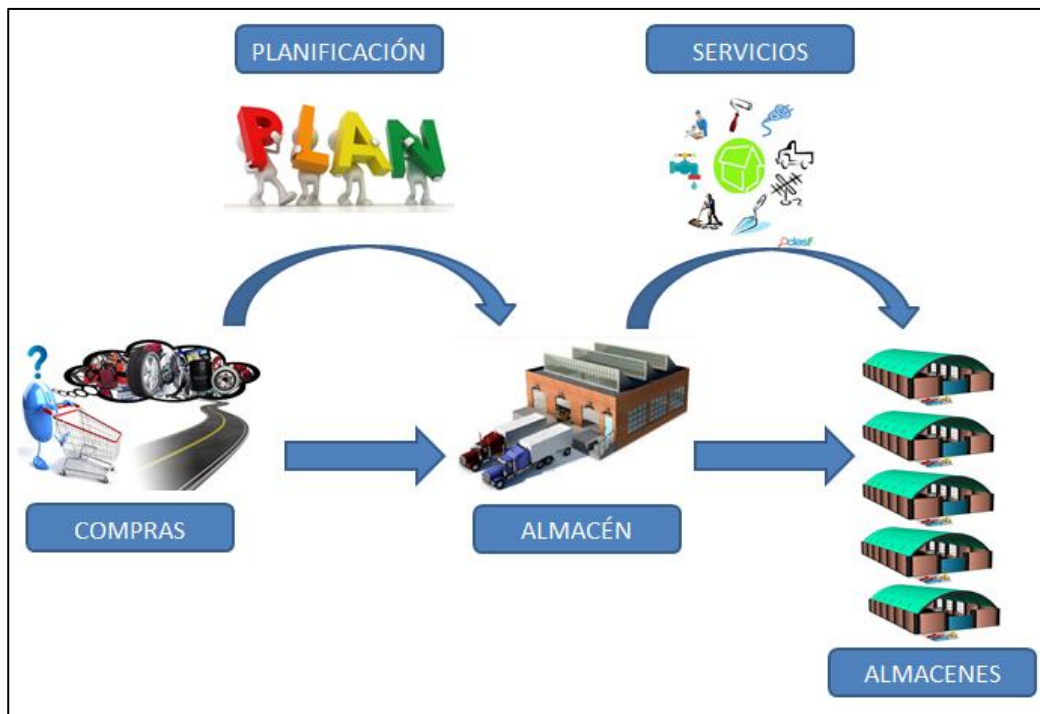 PLANIFICACIÓN
SERVICIOS
PLAN
?
COMPRAS
ALMACÉN
ALMACENES